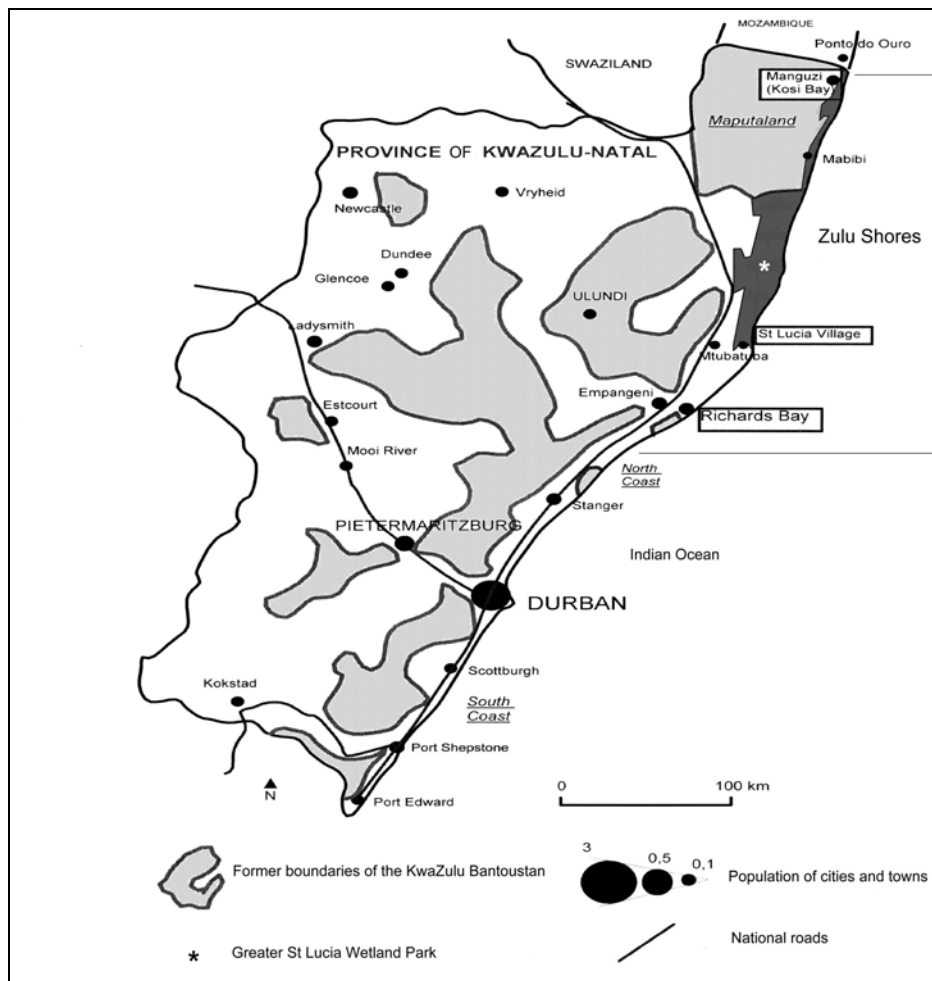 MOZAMBIQUE
Ponto do Ouro
SWAZILAND
Manguzi
(Kosi Bay)
Maputaland
PROVINCE OF KWAZULU-NATAL
Mabibi
Newcastle
Vryheid
Zulu Shores
Dundee
Glencoe
*
ULUNDI
Ladysmith
St Lucia Village
Mtubatuba
Empangeni
Estcourt
Richards Bay
Mooi River
North
Coast
Stanger
PIETERMARITZBURG
Indian Ocean
DURBAN
Scottburgh
Kokstad
South
Coast
Port Shepstone
N
Port Edward
0 100 km
3 0,5 0,1
Former boundaries of the KwaZulu Bantoustan
Population of cities and towns
* Greater St Lucia Wetland Park
National roads